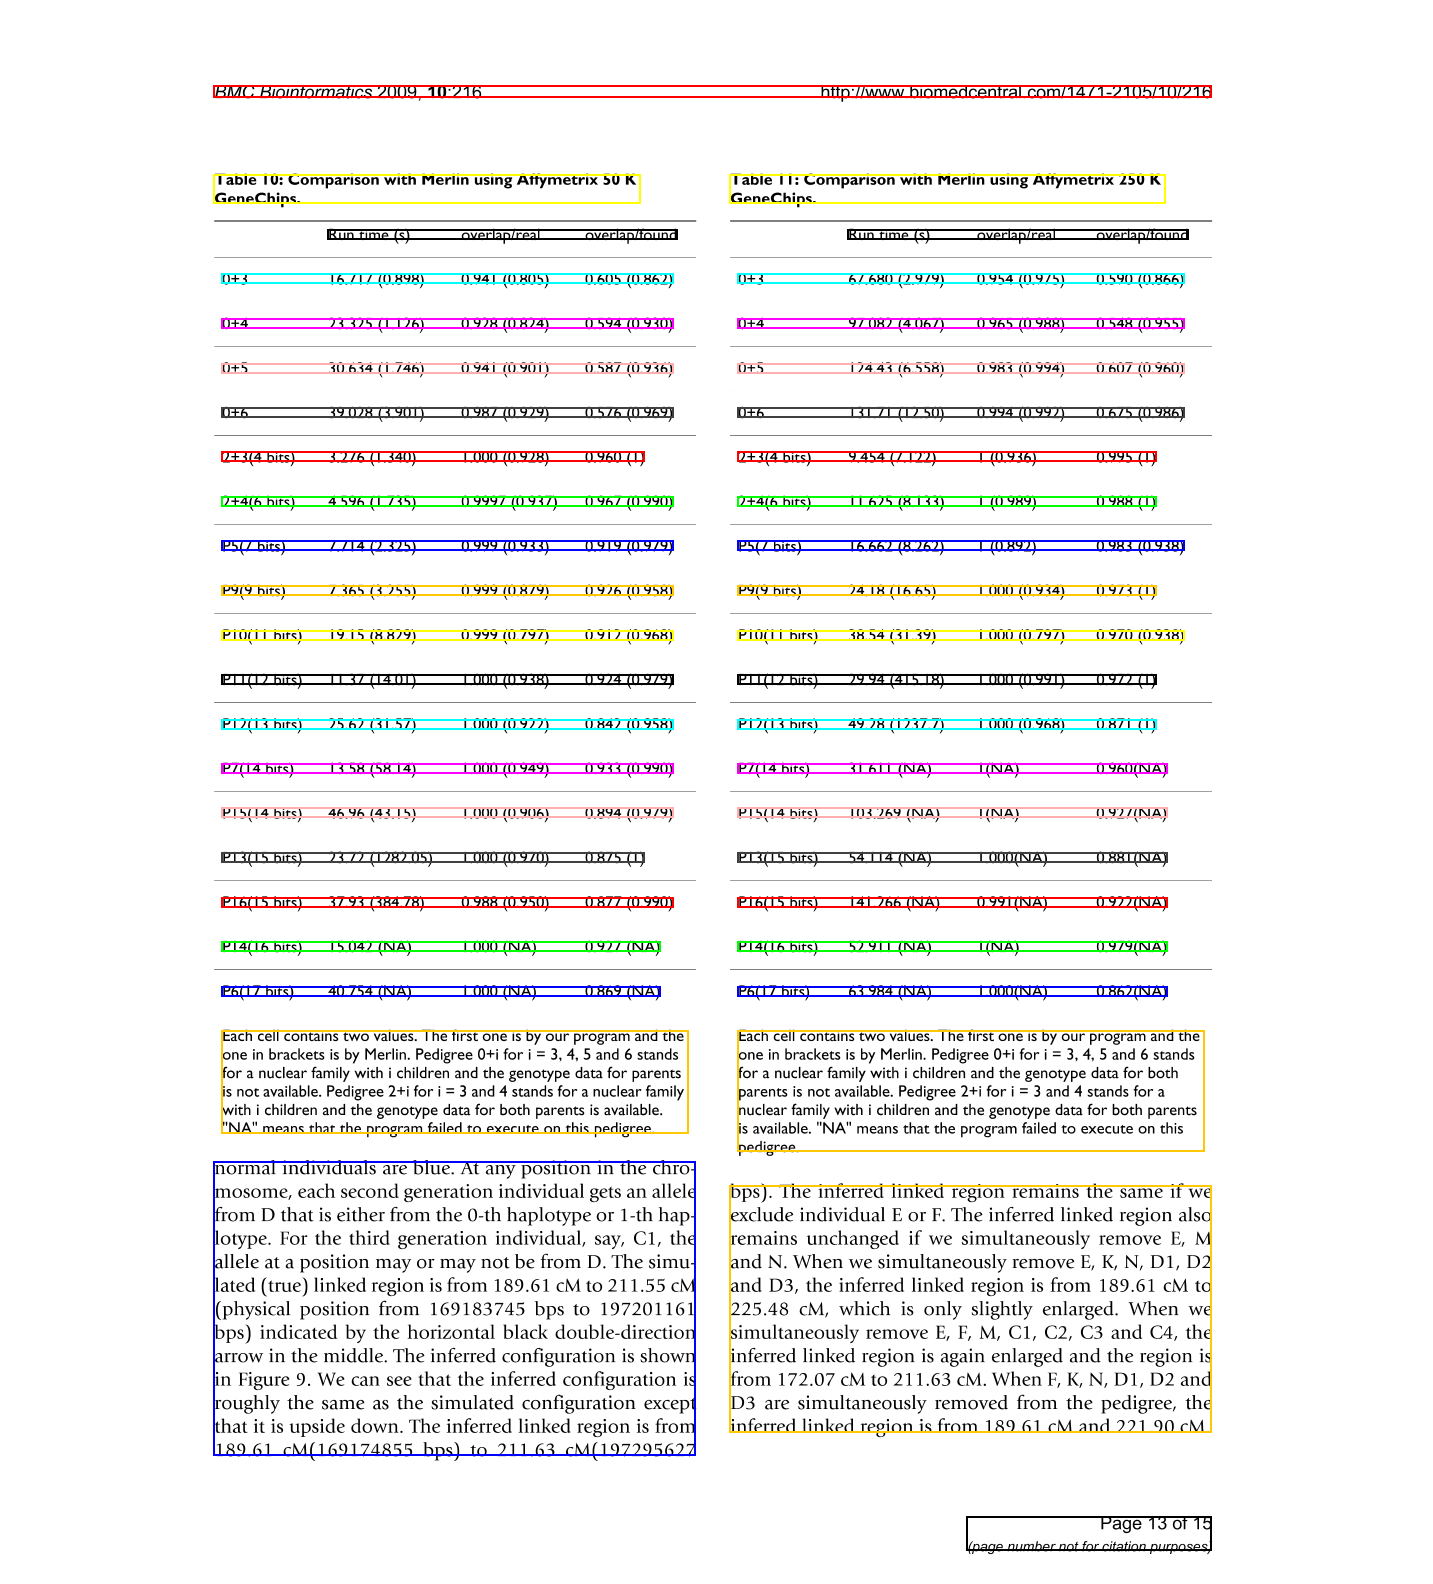 BMC Bioinformatics 2009, 10:216 http://www.biomedcentral.com/1471-2105/10/216
Table 10: Comparison with Merlin using Affymetrix 50 K
GeneChips.
Run time (s) overlap/real overlap/found
0+3 16.717 (0.898) 0.941 (0.805) 0.605 (0.862)
0+4 23.325 (1.126) 0.928 (0.824) 0.594 (0.930)
0+5 30.634 (1.746) 0.941 (0.901) 0.587 (0.936)
0+6 39.028 (3.901) 0.987 (0.929) 0.576 (0.969)
2+3(4 bits) 3.276 (1.340) 1.000 (0.928) 0.960 (1)
2+4(6 bits) 4.596 (1.735) 0.9997 (0.937) 0.967 (0.990)
P5(7 bits) 7.714 (2.325) 0.999 (0.933) 0.919 (0.979)
P9(9 bits) 7.365 (3.255) 0.999 (0.879) 0.926 (0.958)
P10(11 bits) 19.15 (8.829) 0.999 (0.797) 0.912 (0.968)
P11(12 bits) 11.37 (14.01) 1.000 (0.938) 0.924 (0.979)
P12(13 bits) 25.62 (31.57) 1.000 (0.922) 0.842 (0.958)
P7(14 bits) 13.58 (58.14) 1.000 (0.949) 0.933 (0.990)
P15(14 bits) 46.96 (43.15) 1.000 (0.906) 0.894 (0.979)
P13(15 bits) 23.72 (1282.05) 1.000 (0.970) 0.875 (1)
P16(15 bits) 37.93 (384.78) 0.988 (0.950) 0.877 (0.990)
P14(16 bits) 15.042 (NA) 1.000 (NA) 0.927 (NA)
P6(17 bits) 40.754 (NA) 1.000 (NA) 0.869 (NA)
Each cell contains two values. The first one is by our program and the
one in brackets is by Merlin. Pedigree 0+i for i = 3, 4, 5 and 6 stands
for a nuclear family with i children and the genotype data for parents
is not available. Pedigree 2+i for i = 3 and 4 stands for a nuclear family
with i children and the genotype data for both parents is available.
"NA" means that the program failed to execute on this pedigree.
normal individuals are blue. At any position in the chro-
mosome, each second generation individual gets an allele
from D that is either from the 0-th haplotype or 1-th hap-
lotype. For the third generation individual, say, C1, the
allele at a position may or may not be from D. The simu-
lated (true) linked region is from 189.61 cM to 211.55 cM
(physical position from 169183745 bps to 197201161
bps) indicated by the horizontal black double-direction
arrow in the middle. The inferred configuration is shown
in Figure 9. We can see that the inferred configuration is
roughly the same as the simulated configuration except
that it is upside down. The inferred linked region is from
189.61 cM(169174855 bps) to 211.63 cM(197295627
Table 11: Comparison with Merlin using Affymetrix 250 K
GeneChips.
Run time (s) overlap/real overlap/found
0+3 67.680 (2.979) 0.954 (0.975) 0.590 (0.866)
0+4 97.082 (4.067) 0.965 (0.988) 0.548 (0.955)
0+5 124.43 (6.558) 0.983 (0.994) 0.607 (0.960)
0+6 131.71 (12.50) 0.994 (0.992) 0.675 (0.986)
2+3(4 bits) 9.454 (7.122) 1 (0.936) 0.995 (1)
2+4(6 bits) 11.625 (8.133) 1 (0.989) 0.988 (1)
P5(7 bits) 16.662 (8.262) 1 (0.892) 0.983 (0.938)
P9(9 bits) 24.18 (16.65) 1.000 (0.934) 0.973 (1)
P10(11 bits) 38.54 (31.39) 1.000 (0.797) 0.970 (0.938)
P11(12 bits) 29.94 (415.18) 1.000 (0.991) 0.972 (1)
P12(13 bits) 49.28 (1237.7) 1.000 (0.968) 0.871 (1)
P7(14 bits) 31.611 (NA) 1(NA) 0.960(NA)
P15(14 bits) 103.269 (NA) 1(NA) 0.927(NA)
P13(15 bits) 54.114 (NA) 1.000(NA) 0.881(NA)
P16(15 bits) 141.266 (NA) 0.991(NA) 0.922(NA)
P14(16 bits) 52.911 (NA) 1(NA) 0.979(NA)
P6(17 bits) 63.984 (NA) 1.000(NA) 0.862(NA)
Each cell contains two values. The first one is by our program and the
one in brackets is by Merlin. Pedigree 0+i for i = 3, 4, 5 and 6 stands
for a nuclear family with i children and the genotype data for both
parents is not available. Pedigree 2+i for i = 3 and 4 stands for a
nuclear family with i children and the genotype data for both parents
is available. "NA" means that the program failed to execute on this
pedigree.
bps). The inferred linked region remains the same if we
exclude individual E or F. The inferred linked region also
remains unchanged if we simultaneously remove E, M
and N. When we simultaneously remove E, K, N, D1, D2
and D3, the inferred linked region is from 189.61 cM to
225.48 cM, which is only slightly enlarged. When we
simultaneously remove E, F, M, C1, C2, C3 and C4, the
inferred linked region is again enlarged and the region is
from 172.07 cM to 211.63 cM. When F, K, N, D1, D2 and
D3 are simultaneously removed from the pedigree, the
inferred linked region is from 189.61 cM and 221.90 cM.
Page 13 of 15
(page number not for citation purposes)